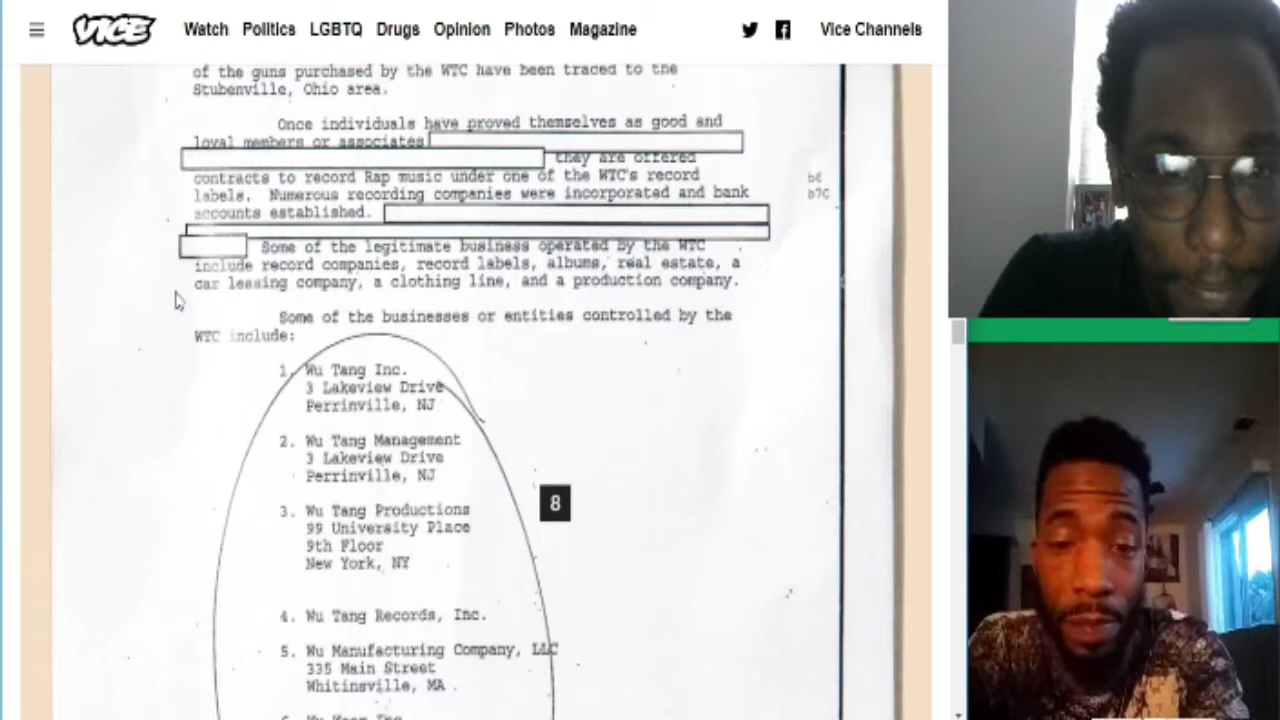 VICE Watch Politics LGBTQ Drugs Opinion Photos Magazine Vice Channels
of the guns purchased by the WTC have been traced to the
Stubenville, Ohio area.
Once individuals have proved themselves as good and
loyal members or associates
they are offered
contracts to record Rap music under one of the WTC's record
labels. Numerous recording companies were incorporated and bank
accounts established.
b6
b7C
Some of the legitimate business operated by the WTC
include record companies, record labels, albums, real estate, a
car leasing company, a clothing line, and a production company.
Some of the businesses or entities controlled by the
WTC include:
1. Wu Tang Inc.
3 Lakeview Drive
Perrinville, NJ
2. Wu Tang Management
3 Lakeview Drive
Perrinville, NJ
3. Wu Tang Productions
99 University Place
9th Floor
New York, NY
8
4. Wu Tang Records, Inc.
5. Wu Manufacturing Company, LLC
335 Main Street
Whitinsville, MA